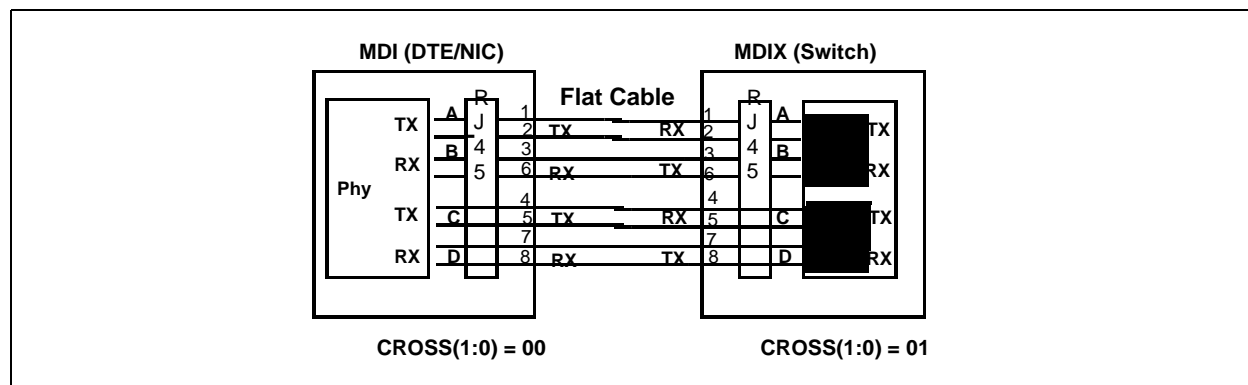 MDI (DTE/NIC)
MDIX (Switch)
Flat Cable
Phy
TX
RX
TX
RX
A
B
C
D
R
J
4
5
1
2
3
6
4
5
7
8
TX
RX
TX
RX
RX
TX
RX
TX
1
2
3
6
4
5
7
8
R
J
4
5
A
B
C
D
TX
RX
TX
RX
CROSS(1:0) = 00
CROSS(1:0) = 01